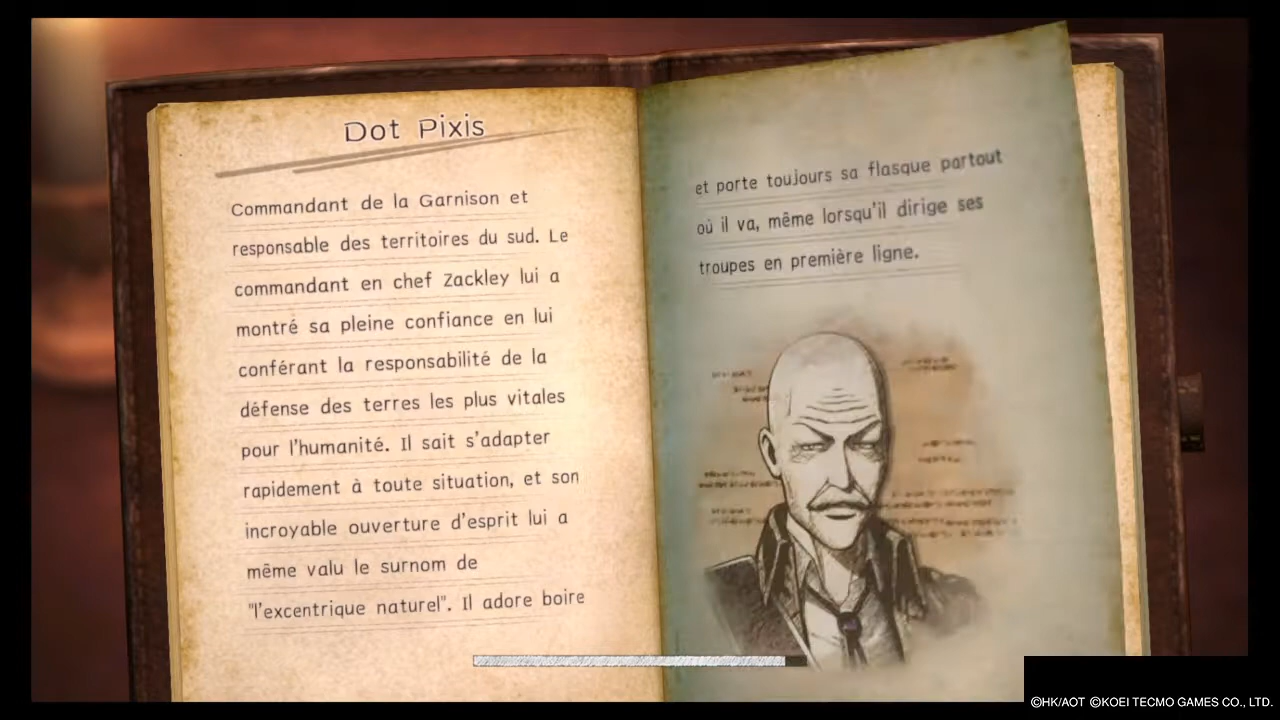 Dot Pixis
Commandant de la Garnison et
responsable des territoires du sud. Le
commandant en chef Zackley lui a
montré sa pleine confiance en lui
conférant la responsabilité de la
défense des terres les plus vitales
pour l'humanité. Il sait s'adapter
rapidement à toute situation, et son
incroyable ouverture d'esprit lui a
même valu le surnom de
"l'excentrique naturel". Il adore boire
et porte toujours sa flasque partout
où il va, même lorsqu'il dirige ses
troupes en première ligne.
©HK/AOT ©KOEI TECMO GAMES CO., LTD.